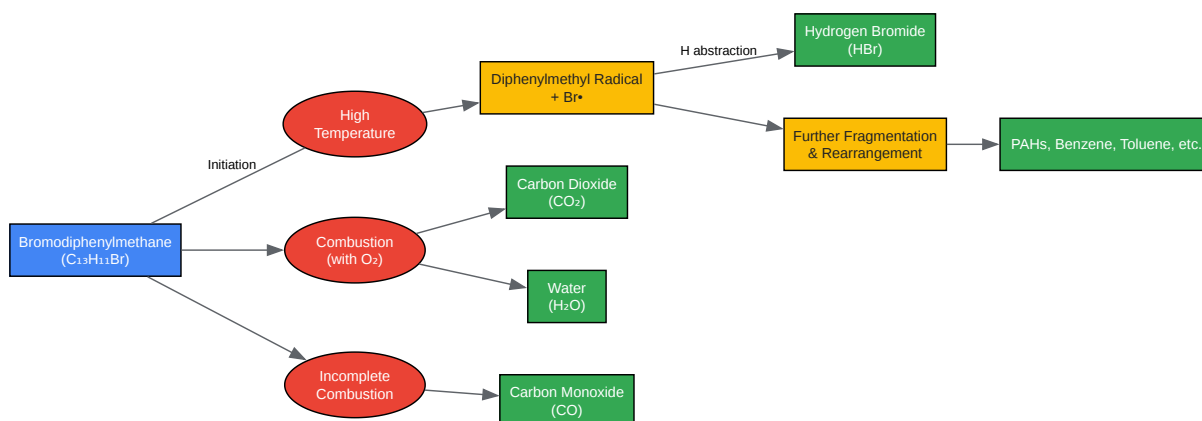 Bromodiphenylmethane
(C₁₃H₁₁Br)
Initiation
High
Temperature
Diphenylmethyl Radical
+ Br•
H abstraction
Hydrogen Bromide
(HBr)
Further Fragmentation
& Rearrangement
PAHs, Benzene, Toluene, etc.
Combustion
(with O₂)
Carbon Dioxide
(CO₂)
Water
(H₂O)
Incomplete
Combustion
Carbon Monoxide
(CO)